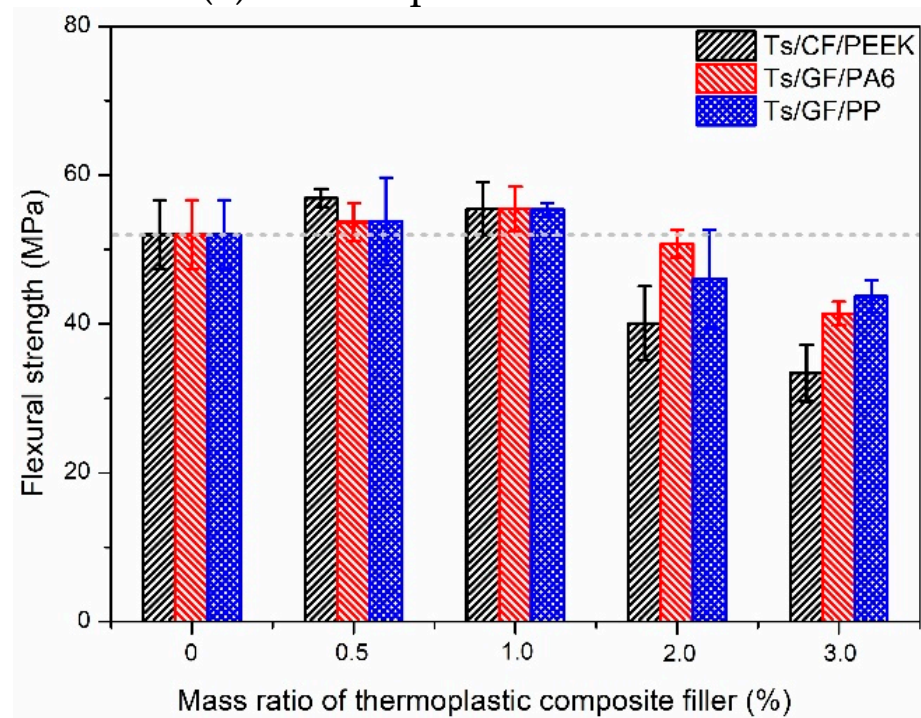 80
60
40
20
0
Flexural strength (MPa)
Ts/CF/PEEK
Ts/GF/PA6
Ts/GF/PP
0 0.5 1.0 2.0 3.0
Mass ratio of thermoplastic composite filler (%)